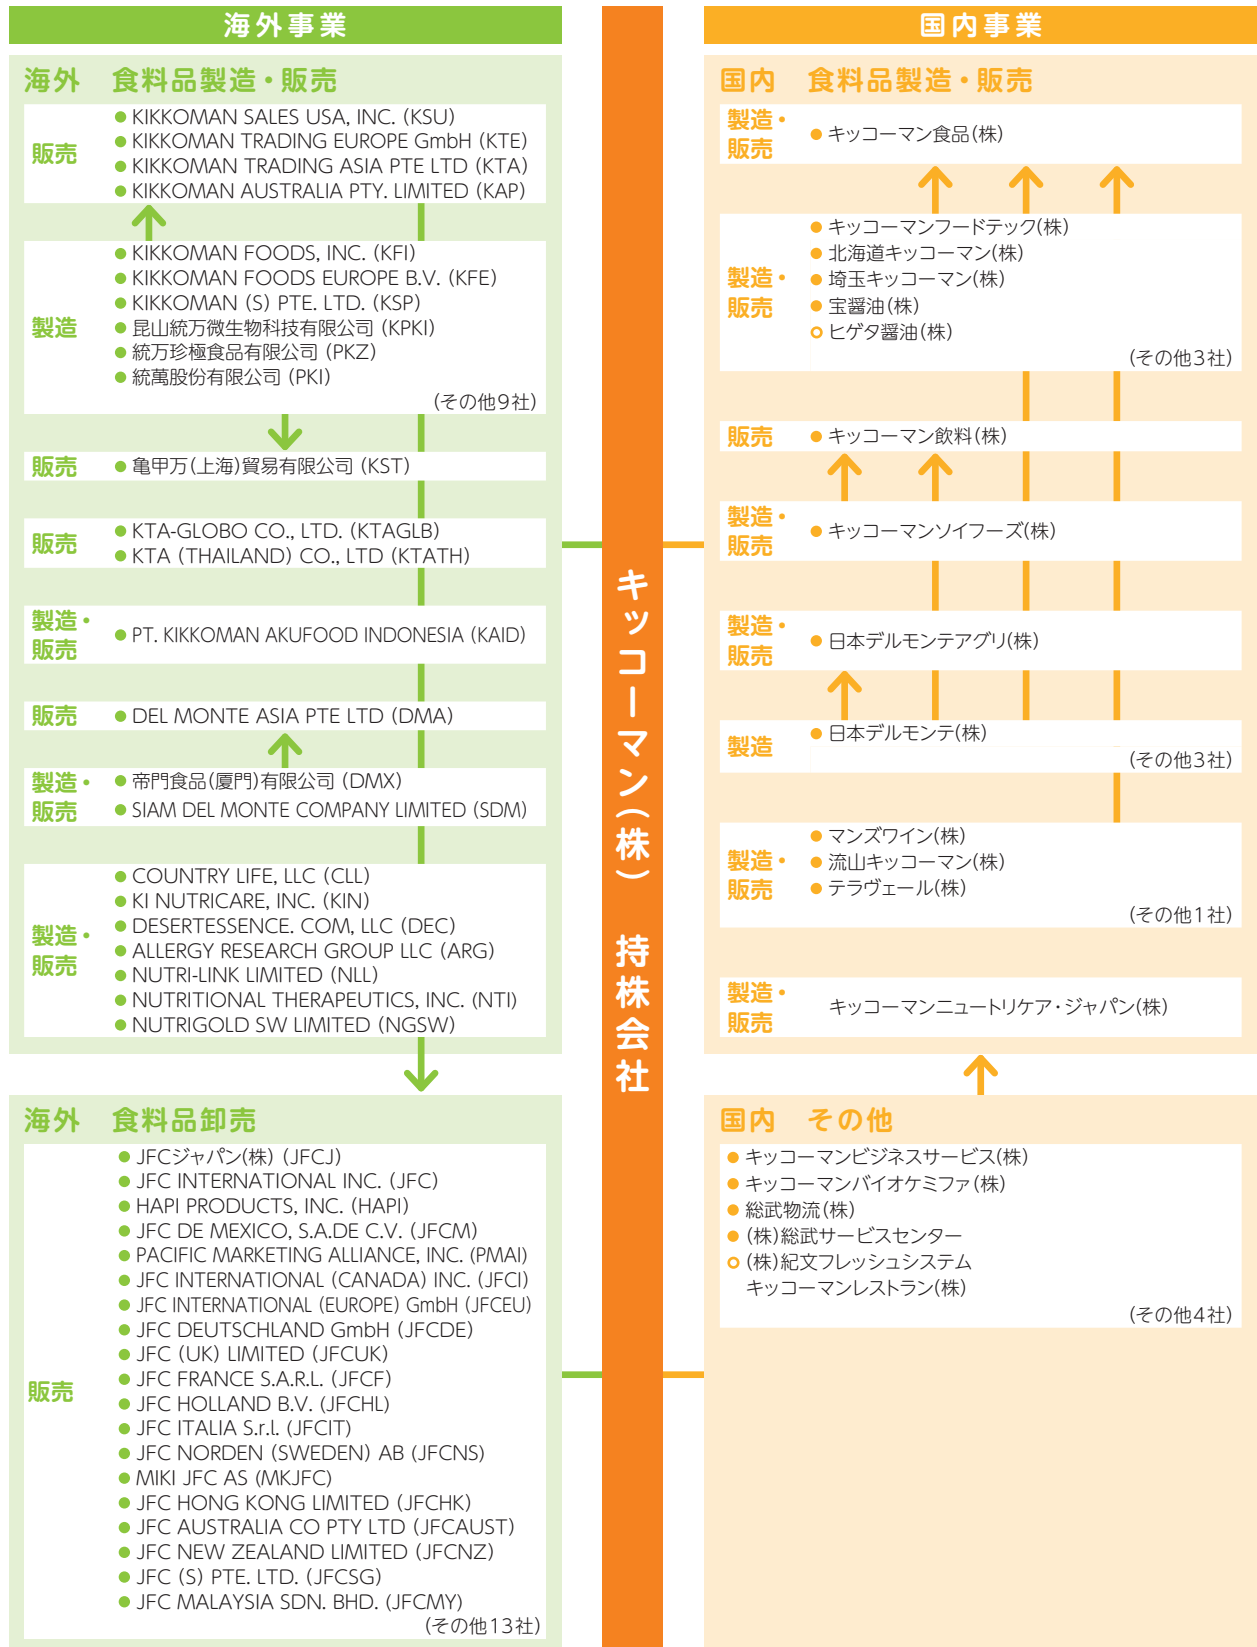 海外事業
海外 食料品製造・販売
販売
● KIKKOMAN SALES USA, INC. (KSU)
● KIKKOMAN TRADING EUROPE GmbH (KTE)
● KIKKOMAN TRADING ASIA PTE LTD (KTA)
● KIKKOMAN AUSTRALIA PTY. LIMITED (KAP)
製造
● KIKKOMAN FOODS, INC. (KFI)
● KIKKOMAN FOODS EUROPE B.V. (KFE)
● KIKKOMAN (S) PTE. LTD. (KSP)
● 昆山統万微生物科技有限公司 (KPKI)
● 統万珍極食品有限公司 (PKZ)
● 統萬股份有限公司 (PKI)
(その他9社)
販売
● 亀甲万(上海)貿易有限公司 (KST)
販売
● KTA-GLOBO CO., LTD. (KTAGLB)
● KTA (THAILAND) CO., LTD (KTATH)
製造・
販売
● PT. KIKKOMAN AKUFOOD INDONESIA (KAID)
販売
● DEL MONTE ASIA PTE LTD (DMA)
製造・
販売
● 帝門食品(厦門)有限公司 (DMX)
● SIAM DEL MONTE COMPANY LIMITED (SDM)
製造・
販売
● COUNTRY LIFE, LLC (CLL)
● KI NUTRICARE, INC. (KIN)
● DESERTESSENCE. COM, LLC (DEC)
● ALLERGY RESEARCH GROUP LLC (ARG)
● NUTRI-LINK LIMITED (NLL)
● NUTRITIONAL THERAPEUTICS, INC. (NTI)
● NUTRIGOLD SW LIMITED (NGSW)
海外 食料品卸売
販売
● JFCジャパン(株) (JFCJ)
● JFC INTERNATIONAL INC. (JFC)
● HAPI PRODUCTS, INC. (HAPI)
● JFC DE MEXICO, S.A.DE C.V. (JFCM)
● PACIFIC MARKETING ALLIANCE, INC. (PMAI)
● JFC INTERNATIONAL (CANADA) INC. (JFCI)
● JFC INTERNATIONAL (EUROPE) GmbH (JFCEU)
● JFC DEUTSCHLAND GmbH (JFCDE)
● JFC (UK) LIMITED (JFCUK)
● JFC FRANCE S.A.R.L. (JFCF)
● JFC HOLLAND B.V. (JFCHL)
● JFC ITALIA S.r.l. (JFCIT)
● JFC NORDEN (SWEDEN) AB (JFCNS)
● MIKI JFC AS (MKJFC)
● JFC HONG KONG LIMITED (JFCHK)
● JFC AUSTRALIA CO PTY LTD (JFCAUST)
● JFC NEW ZEALAND LIMITED (JFCNZ)
● JFC (S) PTE. LTD. (JFCSG)
● JFC MALAYSIA SDN. BHD. (JFCMY)
(その他13社)
キッコーマン(株) 持株会社
国内事業
国内 食料品製造・販売
製造・
販売
● キッコーマン食品(株)
製造・
販売
● キッコーマンフードテック(株)
● 北海道キッコーマン(株)
● 埼玉キッコーマン(株)
● 宝醤油(株)
○ ヒゲタ醤油(株)
(その他3社)
販売
● キッコーマン飲料(株)
製造・
販売
● キッコーマンソイフーズ(株)
製造・
販売
● 日本デルモンテアグリ(株)
製造
● 日本デルモンテ(株)
(その他3社)
製造・
販売
● マンズワイン(株)
● 流山キッコーマン(株)
● テラヴェール(株)
(その他1社)
製造・
販売
キッコーマンニュートリケア・ジャパン(株)
国内 その他
● キッコーマンビジネスサービス(株)
● キッコーマンバイオケミファ(株)
● 総武物流(株)
● (株)総武サービスセンター
○ (株)紀文フレッシュシステム
キッコーマンレストラン(株)
(その他4社)